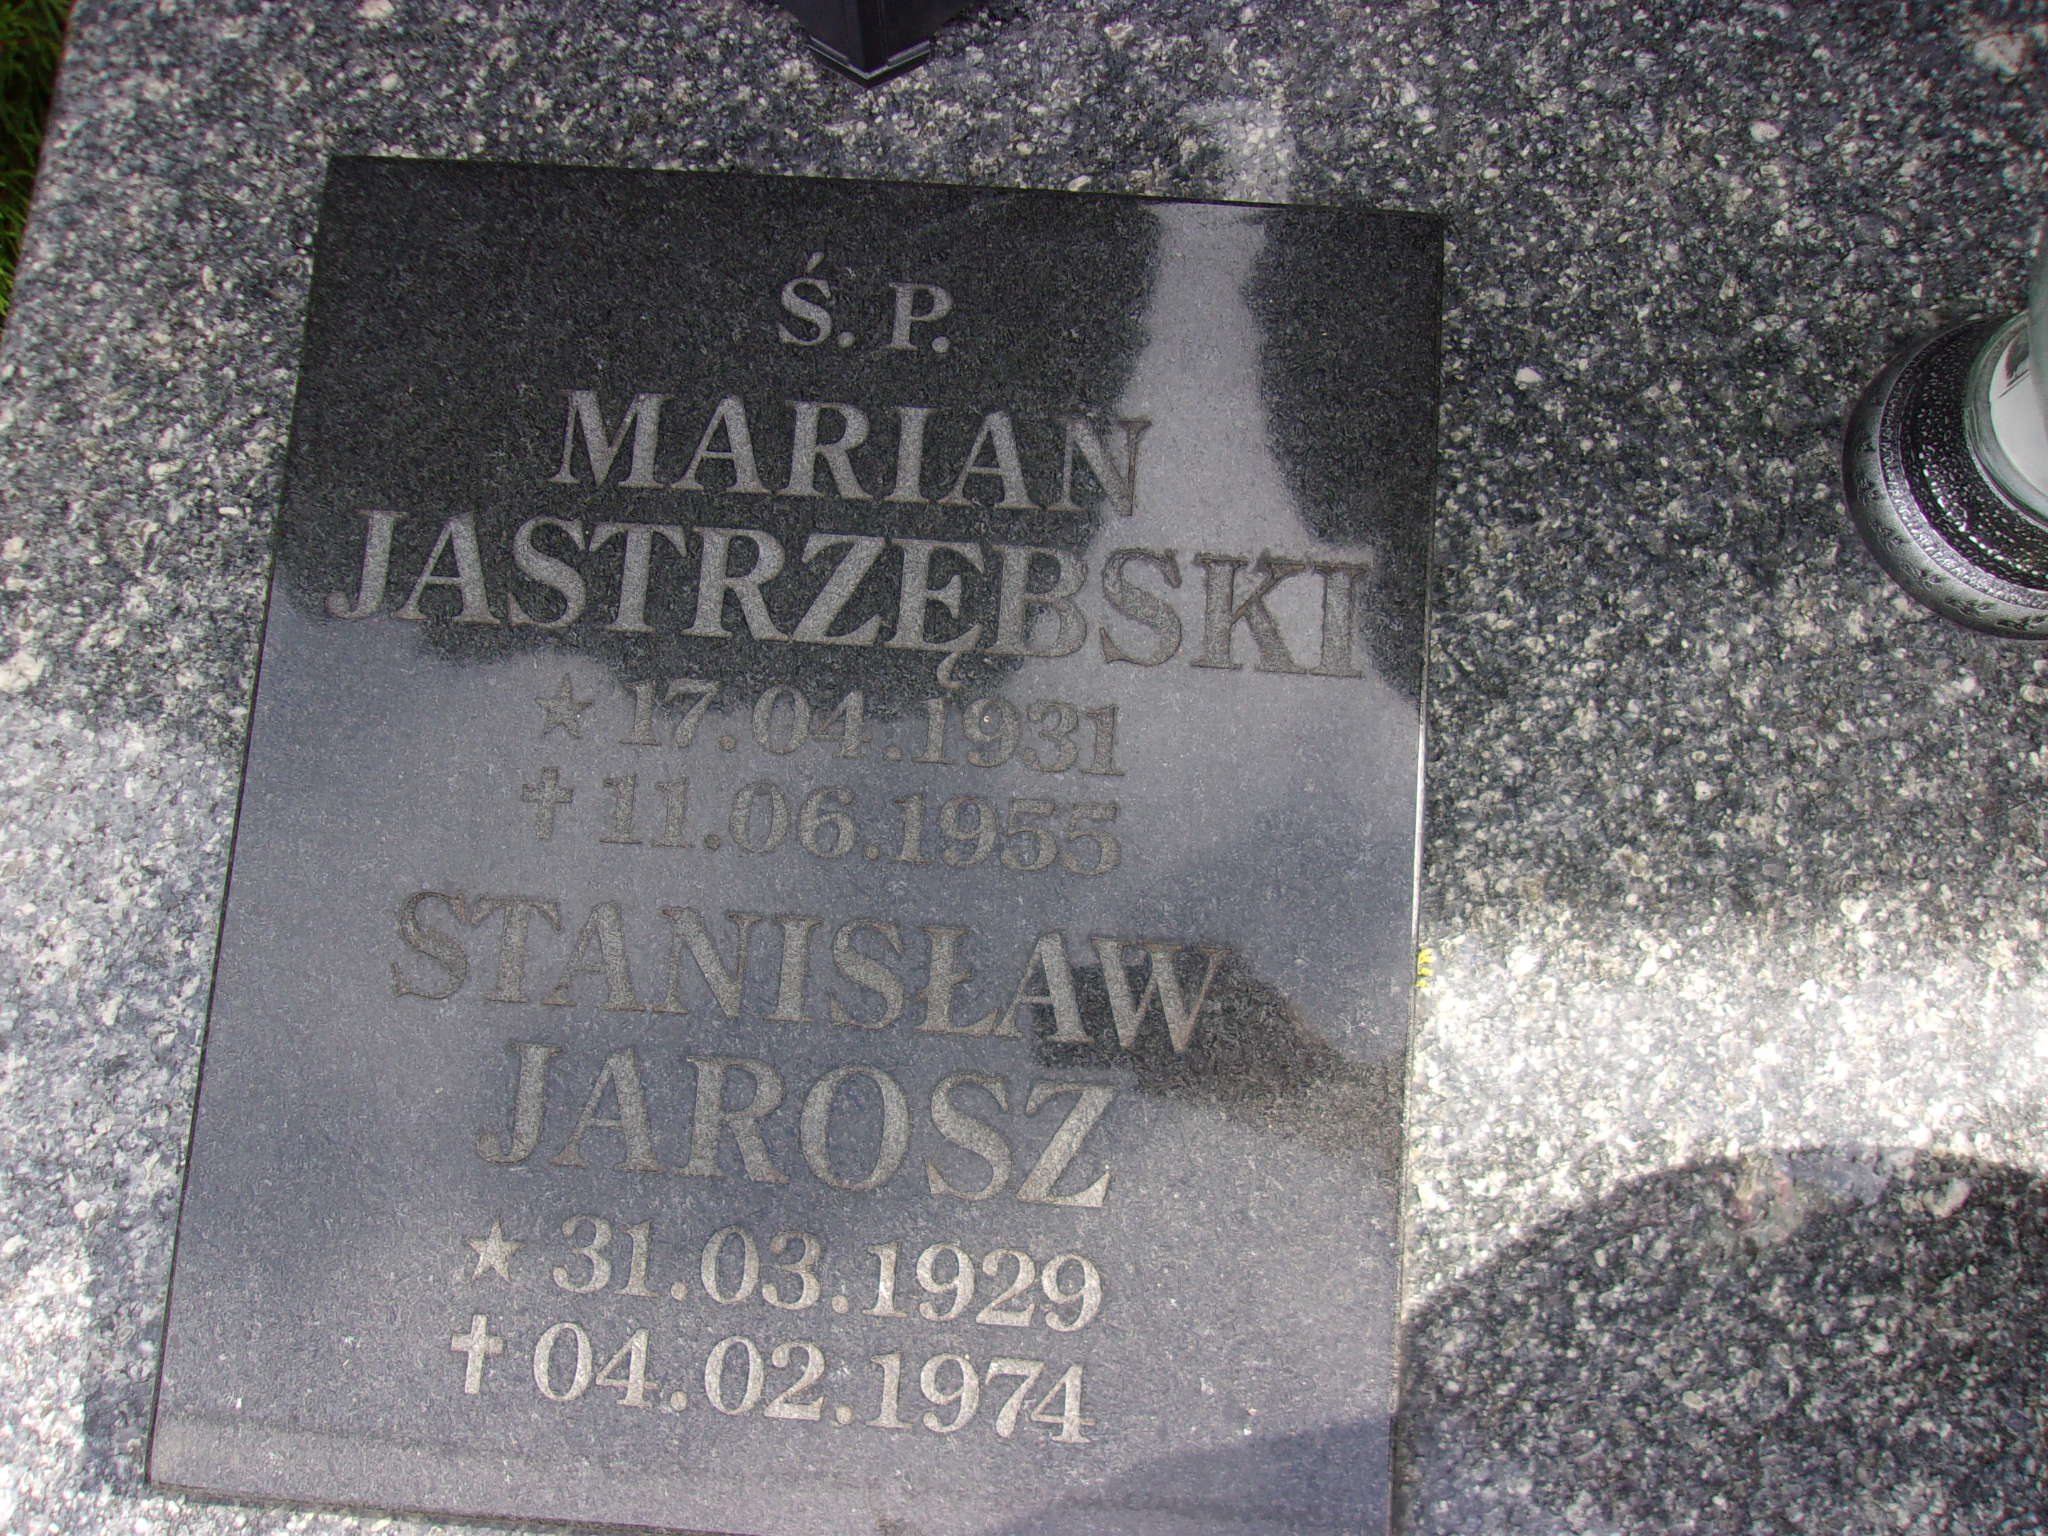 Ś. P.
MARIAN
JASTRZĘBSKI
★ 17.04.1931
✝ 11.06.1955
STANISŁAW
JAROSZ
★ 31.03.1929
✝ 04.02.1974